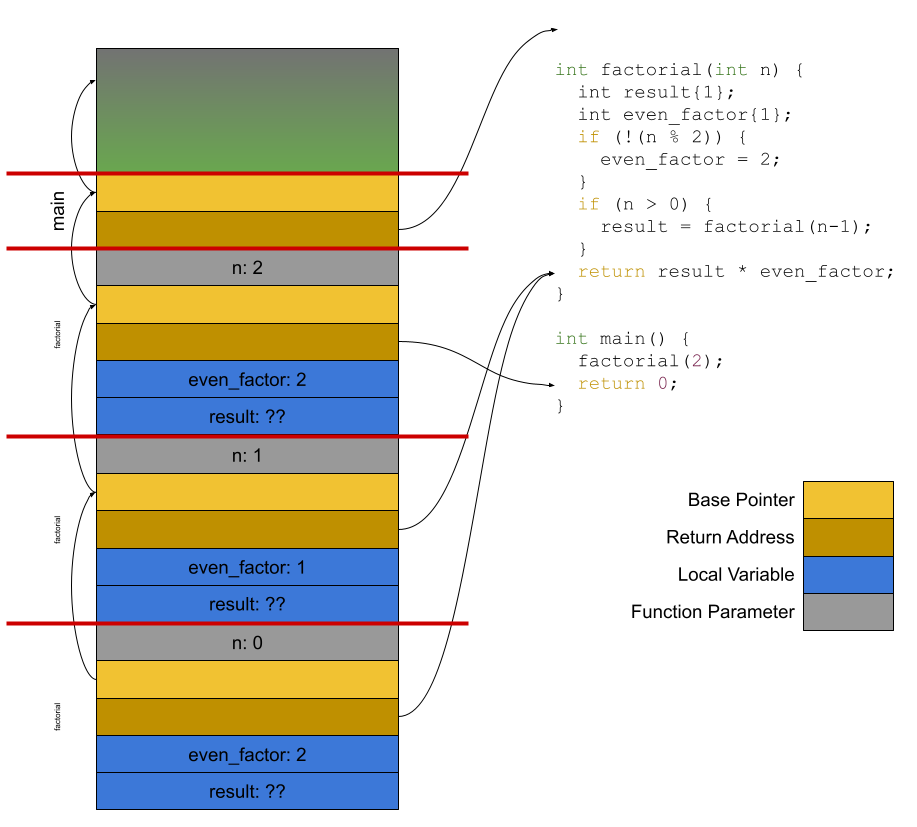 main
n: 2
factorial
even_factor: 2
result: ??
n: 1
factorial
even_factor: 1
result: ??
n: 0
factorial
even_factor: 2
result: ??
int factorial(int n) {
  int result{1};
  int even_factor{1};
  if (!(n % 2)) {
    even_factor = 2;
  }
  if (n > 0) {
    result = factorial(n-1);
  }
  return result * even_factor;
}
int main() {
  factorial(2);
  return 0;
}
Base Pointer
Return Address
Local Variable
Function Parameter